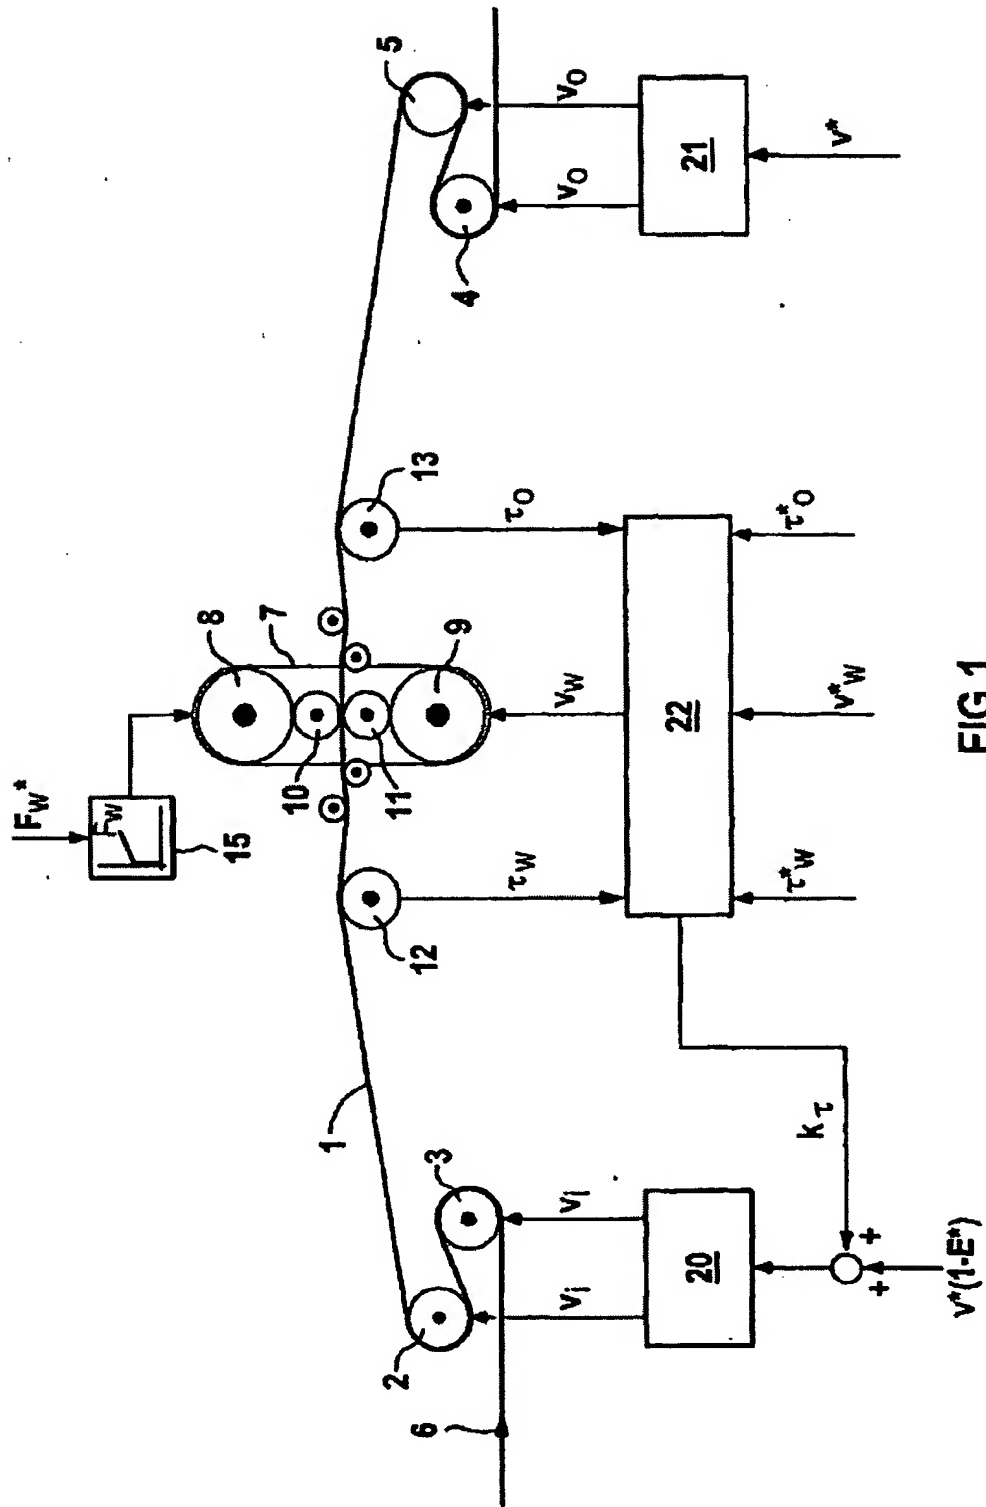 F_W*
F_W
15
8
7
10
11
9
12
13
5
4
1
2
3
6
τ_W
v_W
τ_O
v_O
v_O
v_i
v_i
20
21
22
τ*_W
v*_W
τ*_O
v*
k_τ
+
+
v*(1-E*)
FIG 1